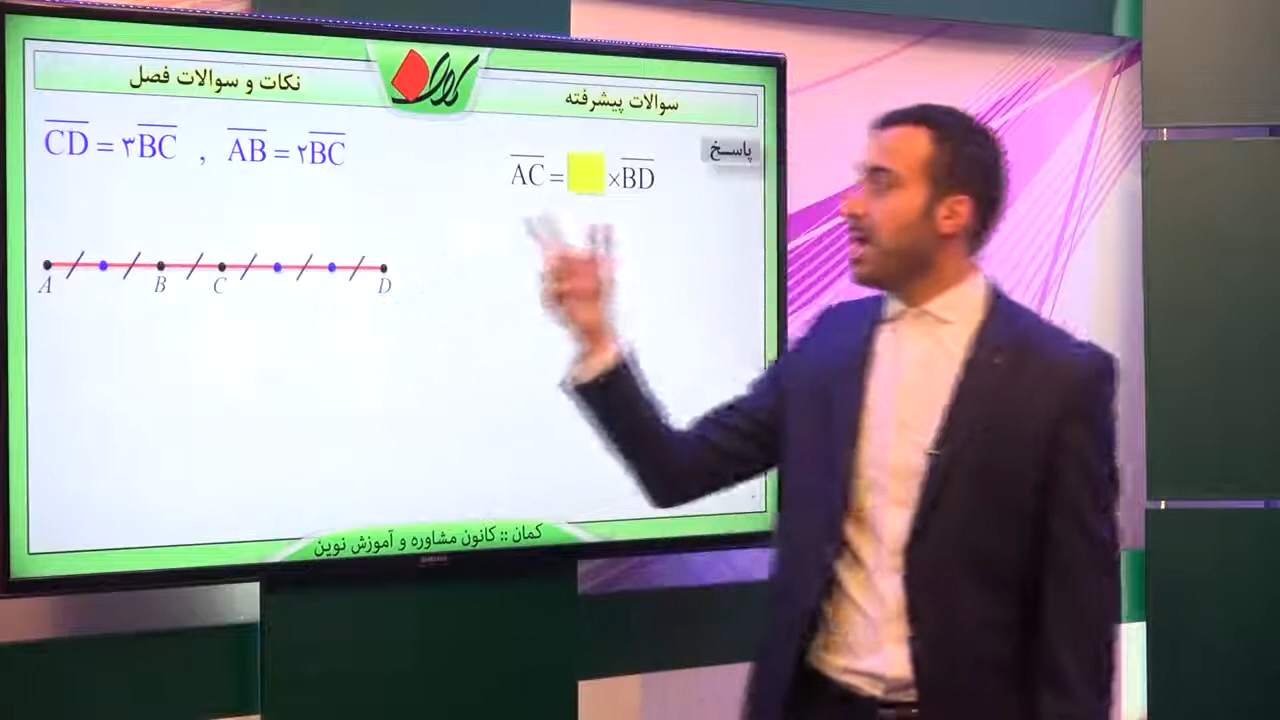 سوالات پیشرفته
نکات و سوالات فصل
پاسخ
CD = ۳BC , AB = ۲BC
AC = ×BD
A B C D
کمان :: کانون مشاوره و آموزش نوین